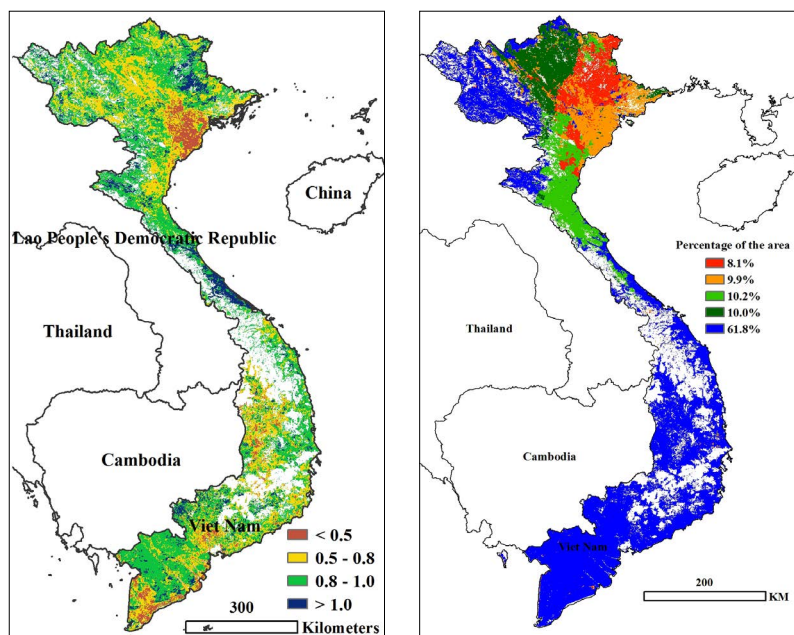 China
Lao People's Democratic Republic
Thailand
Cambodia
Viet Nam
< 0.5
0.5 - 0.8
0.8 - 1.0
> 1.0
300
Kilometers
Percentage of the area
8.1%
9.9%
10.2%
10.0%
61.8%
Thailand
Cambodia
Viet Nam
200
KM